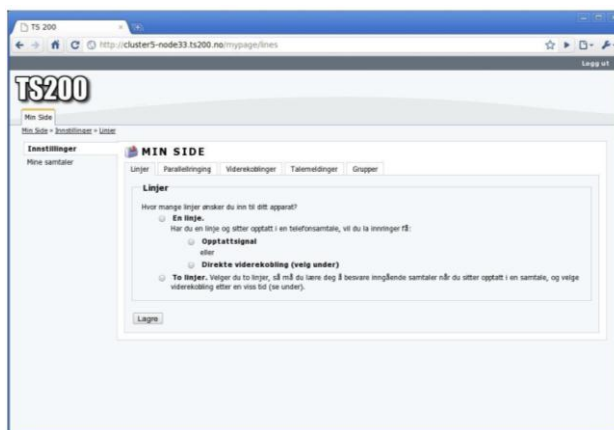 TS 200
http://cluster5-node33.ts200.no/mypage/lines
Logg ut
TS200
Min Side
Min Side » Innstillinger » Linjer
Innstillinger
Mine samtaler
MIN SIDE
Linjer Parallellringing Viderekoblinger Talemeldinger Grupper
Linjer
Hvor mange linjer ønsker du inn til ditt apparat?
En linje.
Har du en linje og sitter opptatt i en telefonsamtale, vil du la innringer få:
Opptattsignal
eller
Direkte viderekobling (velg under)
To linjer. Velger du to linjer, så må du lære deg å besvare inngående samtaler når du sitter opptatt i en samtale, og velge
viderekobling etter en viss tid (se under).
Lagre